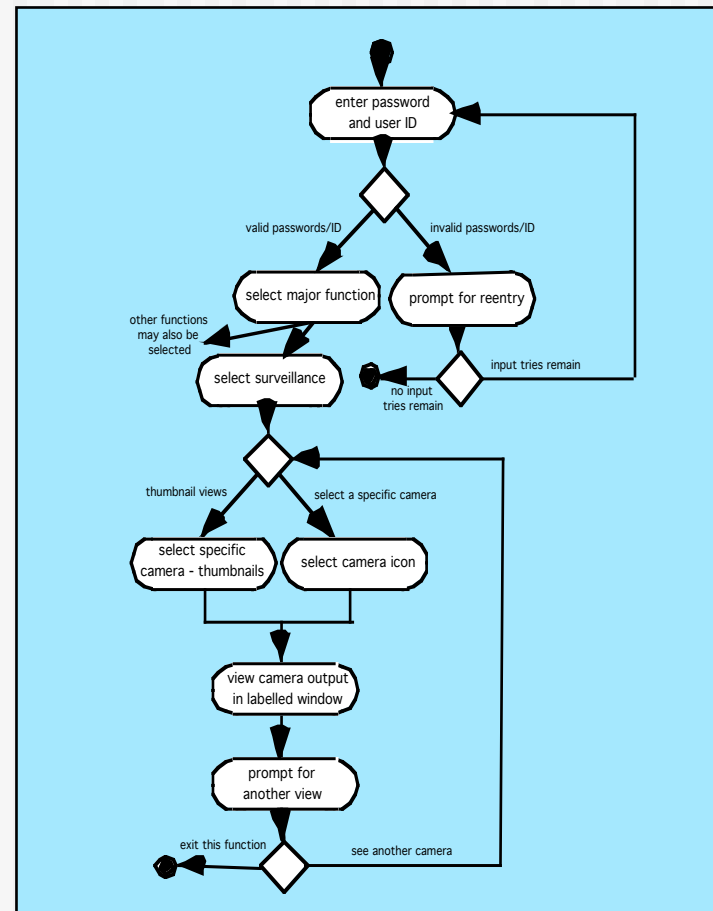 enter password
and user ID
valid passwords/ID
invalid passwords/ID
select major function
prompt for reentry
other functions
may also be
selected
input tries remain
select surveillance
no input
tries remain
thumbnail views
select a specific camera
select specific
camera - thumbnails
select camera icon
view camera output
in labelled window
prompt for
another view
exit this function
see another camera